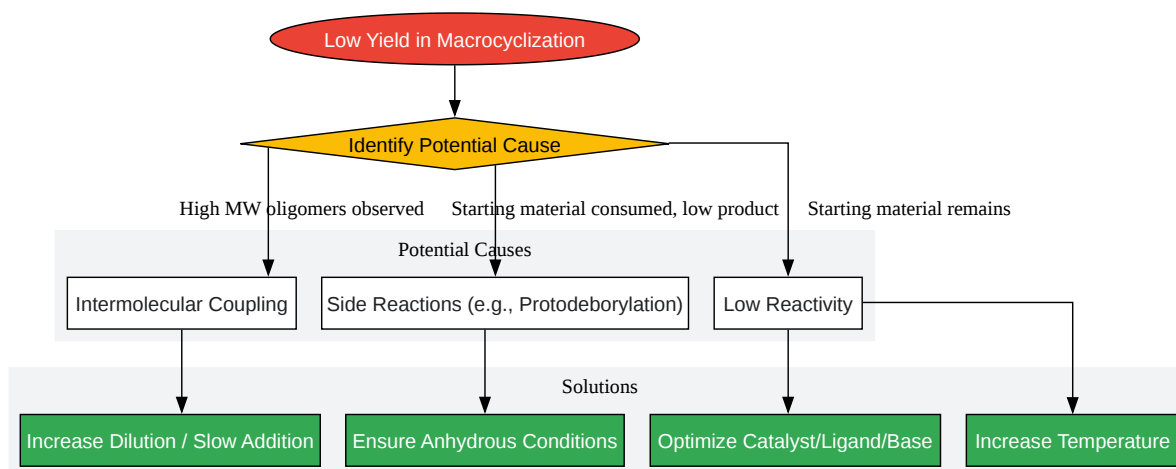 Low Yield in Macrocyclization
Identify Potential Cause
High MW oligomers observed
Starting material consumed, low product
Starting material remains
Potential Causes
Intermolecular Coupling
Side Reactions (e.g., Protodeborylation)
Low Reactivity
Solutions
Increase Dilution / Slow Addition
Ensure Anhydrous Conditions
Optimize Catalyst/Ligand/Base
Increase Temperature